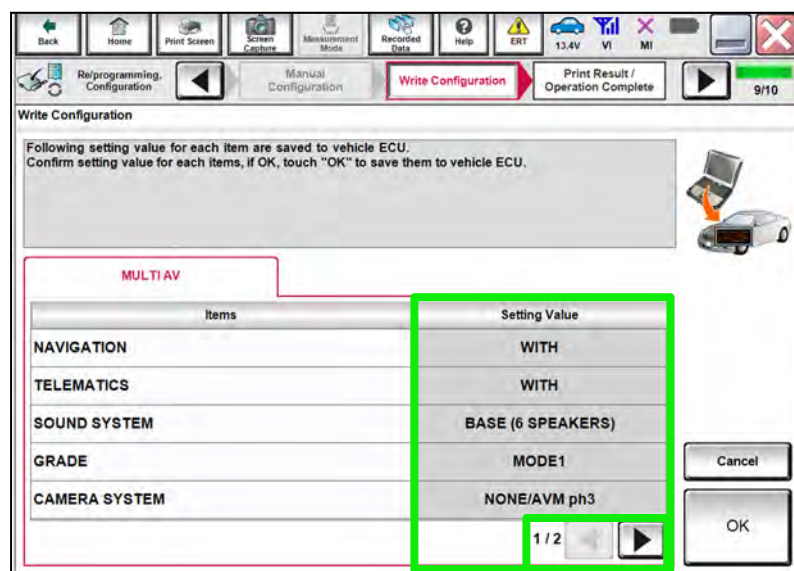 Back
Home
Print Screen
Screen
Capture
Measurement
Mode
Recorded
Data
Help
ERT
13.4V
VI
MI
Re/programming,
Configuration
Manual
Configuration
Write Configuration
Print Result /
Operation Complete
9/10
Write Configuration
Following setting value for each item are saved to vehicle ECU.
Confirm setting value for each items, if OK, touch "OK" to save them to vehicle ECU.
MULTI AV
Items Setting Value
NAVIGATION WITH
TELEMATICS WITH
SOUND SYSTEM BASE (6 SPEAKERS)
GRADE MODE1
CAMERA SYSTEM NONE/AVM ph3
1 / 2
Cancel
OK